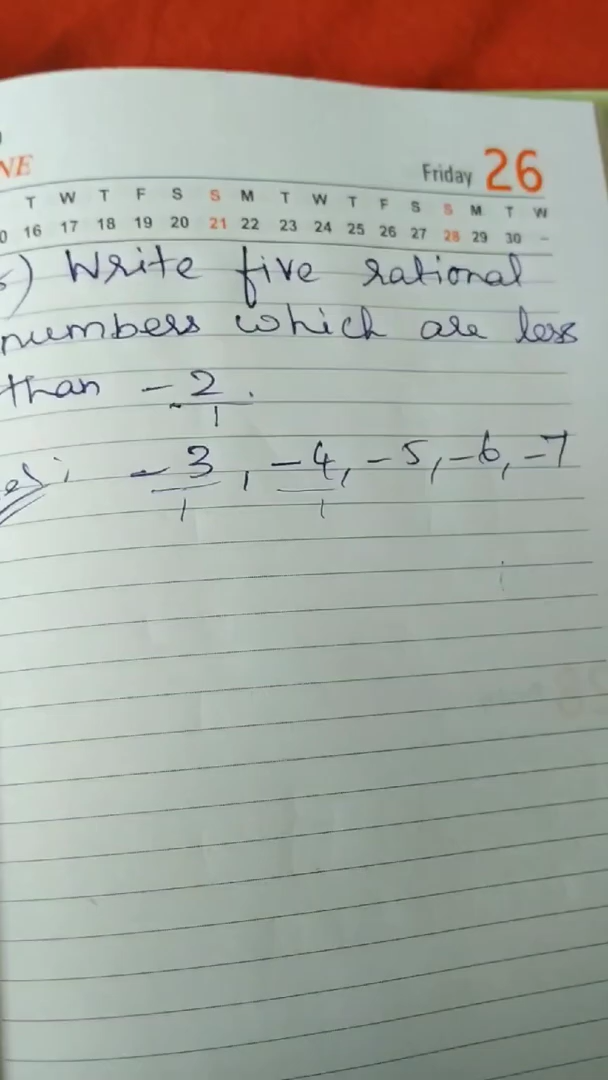 NE
Friday 26
T W T F S S M T W T F S S M T W
16 17 18 19 20 21 22 23 24 25 26 27 28 29 30 -
) Write five rational
numbers which are less
than -2/1.
: -3/1, -4/1, -5, -6, -7